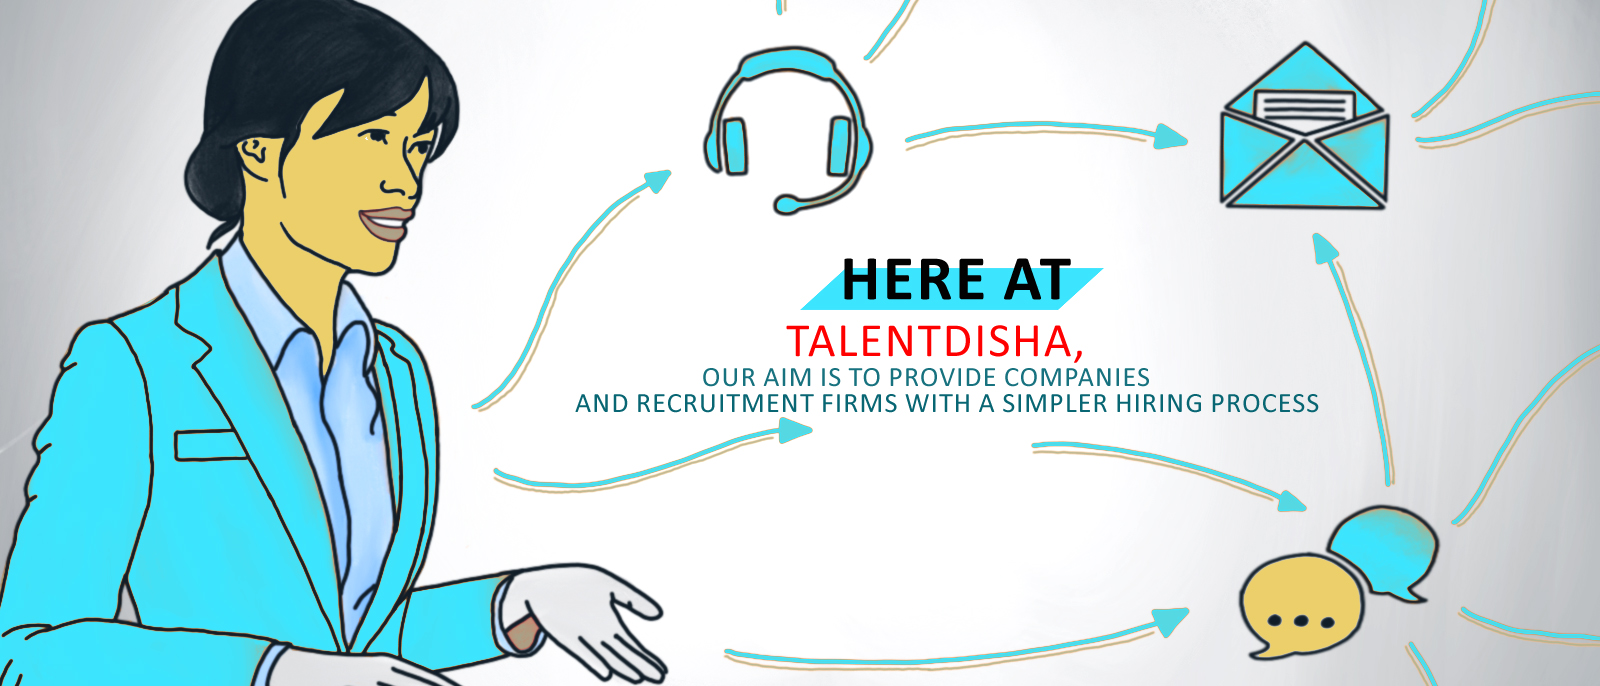 HERE AT
TALENTDISHA,
OUR AIM IS TO PROVIDE COMPANIES
AND RECRUITMENT FIRMS WITH A SIMPLER HIRING PROCESS